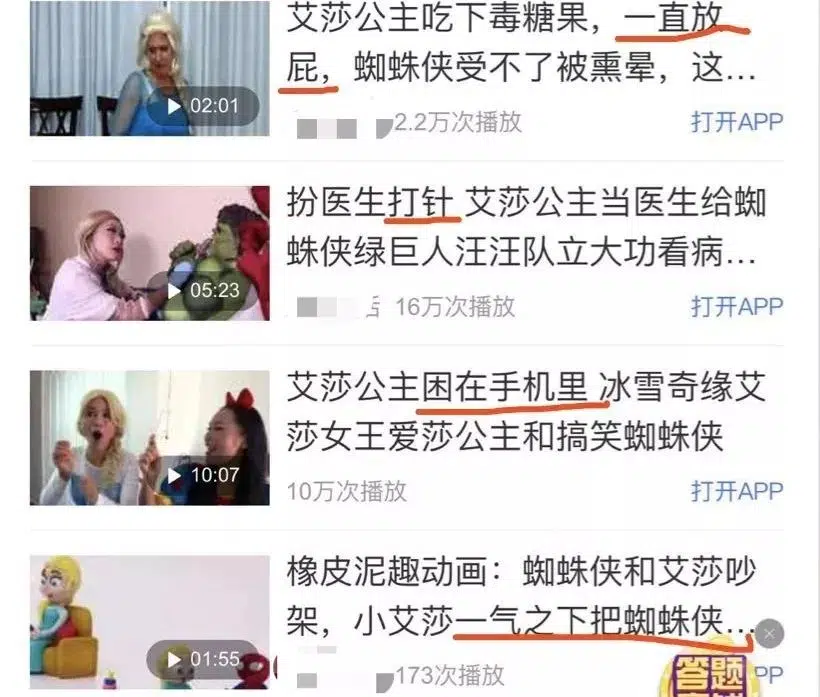 艾莎公主吃下毒糖果，一直放
屁，蜘蛛侠受不了被熏晕，这...
02:01
2.2万次播放
打开APP
扮医生打针 艾莎公主当医生给蜘
蛛侠绿巨人汪汪队立大功看病...
05:23
16万次播放
打开APP
艾莎公主困在手机里 冰雪奇缘艾
莎女王爱莎公主和搞笑蜘蛛侠
10:07
10万次播放
打开APP
橡皮泥趣动画：蜘蛛侠和艾莎吵
架，小艾莎一气之下把蜘蛛侠...
01:55
173次播放
PP
答题